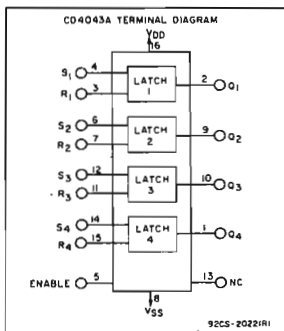 CD4043A TERMINAL DIAGRAM
VDD
16
S1 4 LATCH 1 2 Q1
R1 3
S2 6 LATCH 2 9 Q2
R2 7
S3 12 LATCH 3 10 Q3
R3 11
S4 14 LATCH 4 1 Q4
R4 15
ENABLE 5 13 NC
8
VSS
92CS-20221R1